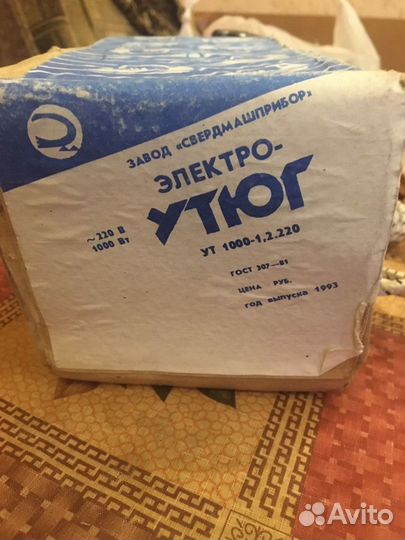 ЗАВОД «СВЕРДМАШПРИБОР»
ЭЛЕКТРО-
УТЮГ
~220 В
1000 Вт
УТ 1000-1,2.220
ГОСТ 307—81
ЦЕНА РУБ.
год выпуска 1993
Avito